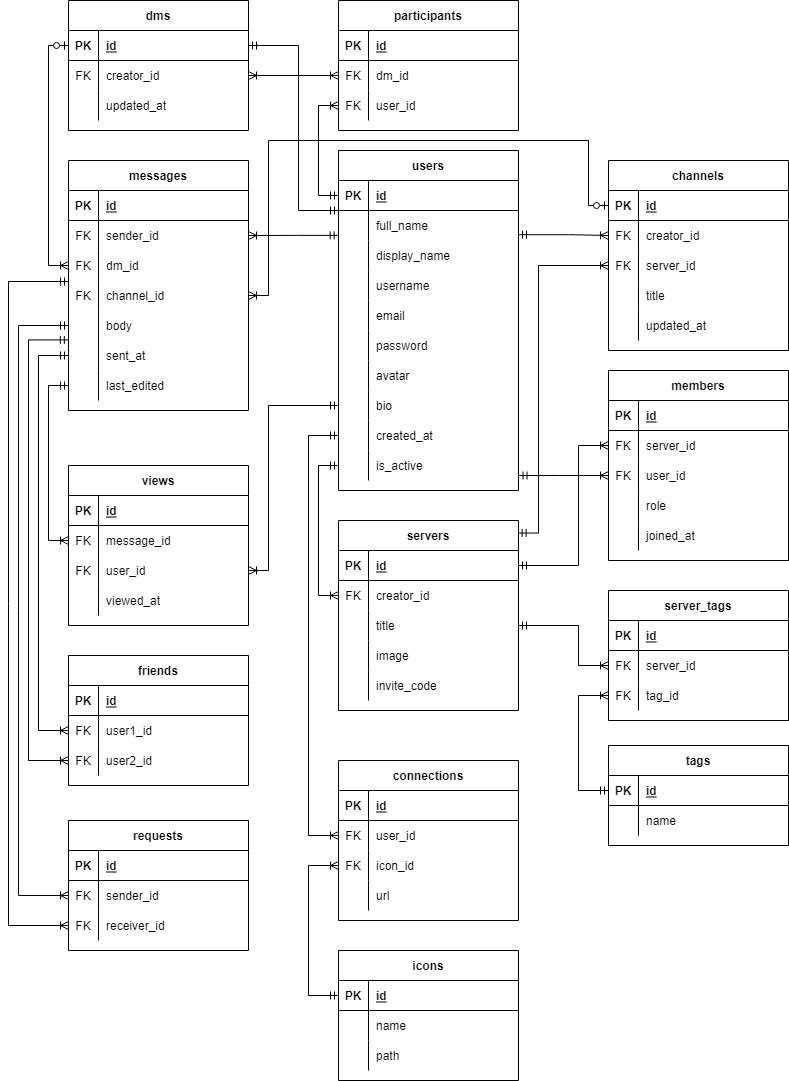 dms
PK id
FK creator_id
updated_at
participants
PK id
FK dm_id
FK user_id
messages
PK id
FK sender_id
FK dm_id
FK channel_id
body
sent_at
last_edited
users
PK id
full_name
display_name
username
email
password
avatar
bio
created_at
is_active
channels
PK id
FK creator_id
FK server_id
title
updated_at
members
PK id
FK server_id
FK user_id
role
joined_at
views
PK id
FK message_id
FK user_id
viewed_at
servers
PK id
FK creator_id
title
image
invite_code
server_tags
PK id
FK server_id
FK tag_id
friends
PK id
FK user1_id
FK user2_id
connections
PK id
FK user_id
FK icon_id
url
tags
PK id
name
requests
PK id
FK sender_id
FK receiver_id
icons
PK id
name
path